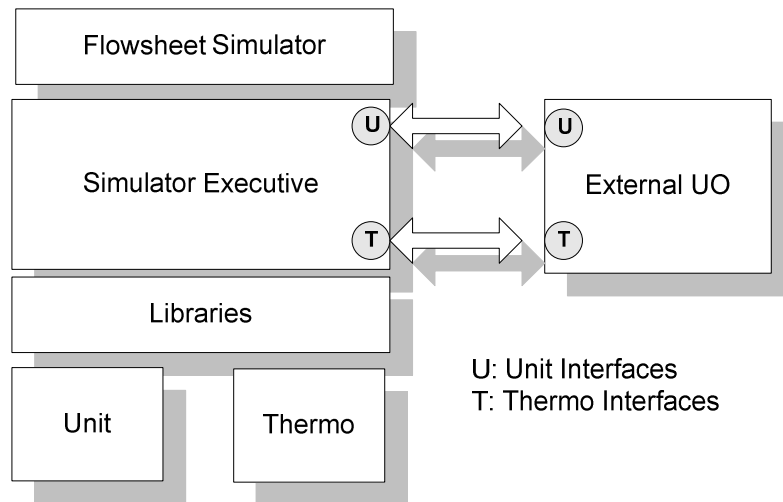 Flowsheet Simulator
U
U
Simulator Executive
External UO
T
T
Libraries
U: Unit Interfaces
T: Thermo Interfaces
Unit
Thermo